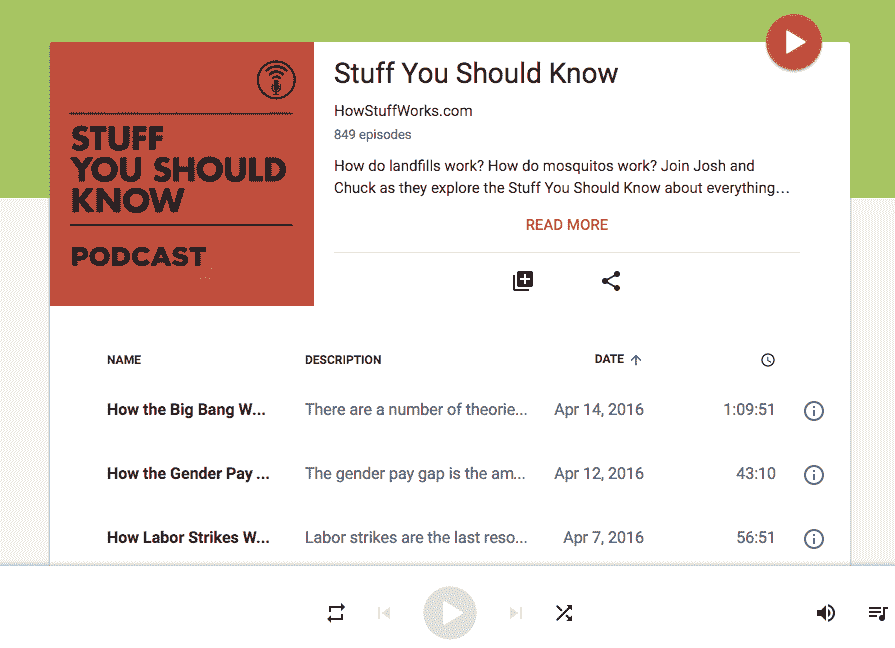 STUFF
YOU SHOULD
KNOW
PODCAST
Stuff You Should Know
HowStuffWorks.com
849 episodes
How do landfills work? How do mosquitos work? Join Josh and
Chuck as they explore the Stuff You Should Know about everything...
READ MORE
NAME DESCRIPTION DATE
How the Big Bang W... There are a number of theorie... Apr 14, 2016 1:09:51
How the Gender Pay ... The gender pay gap is the am... Apr 12, 2016 43:10
How Labor Strikes W... Labor strikes are the last reso... Apr 7, 2016 56:51